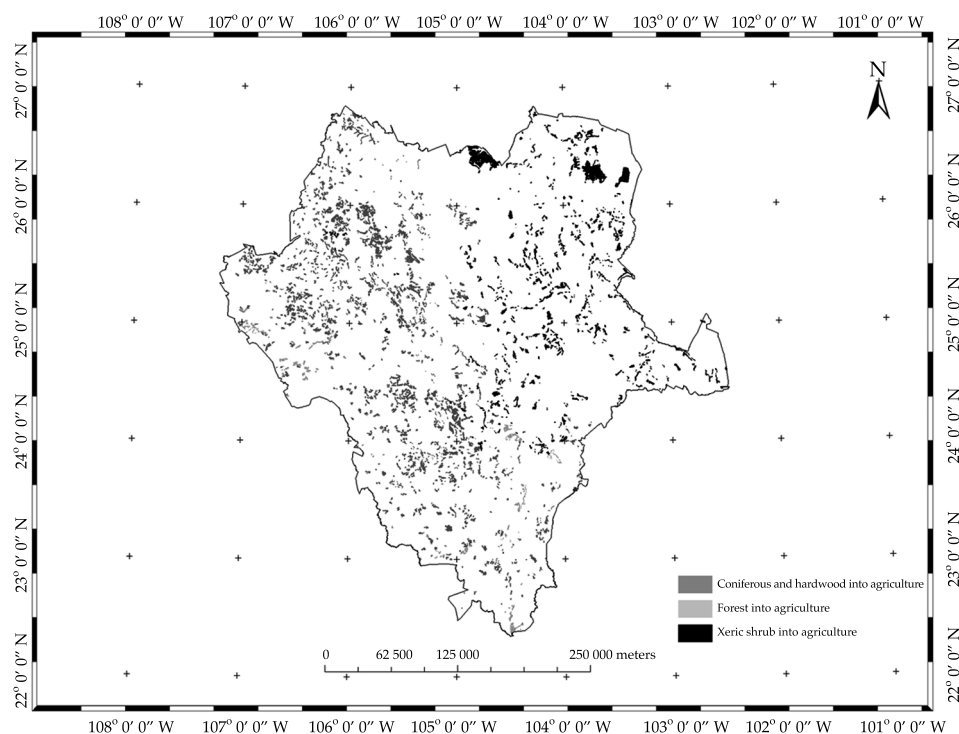 108° 0′ 0″ W 107° 0′ 0″ W 106° 0′ 0″ W 105° 0′ 0″ W 104° 0′ 0″ W 103° 0′ 0″ W 102° 0′ 0″ W 101° 0′ 0″ W
27° 0′ 0″ N
26° 0′ 0″ N
25° 0′ 0″ N
24° 0′ 0″ N
23° 0′ 0″ N
22° 0′ 0″ N
N
27° 0′ 0″ N
26° 0′ 0″ N
25° 0′ 0″ N
24° 0′ 0″ N
23° 0′ 0″ N
22° 0′ 0″ N
Coniferous and hardwood into agriculture
Forest into agriculture
Xeric shrub into agriculture
0 62 500 125 000 250 000 meters
108° 0′ 0″ W 107° 0′ 0″ W 106° 0′ 0″ W 105° 0′ 0″ W 104° 0′ 0″ W 103° 0′ 0″ W 102° 0′ 0″ W 101° 0′ 0″ W